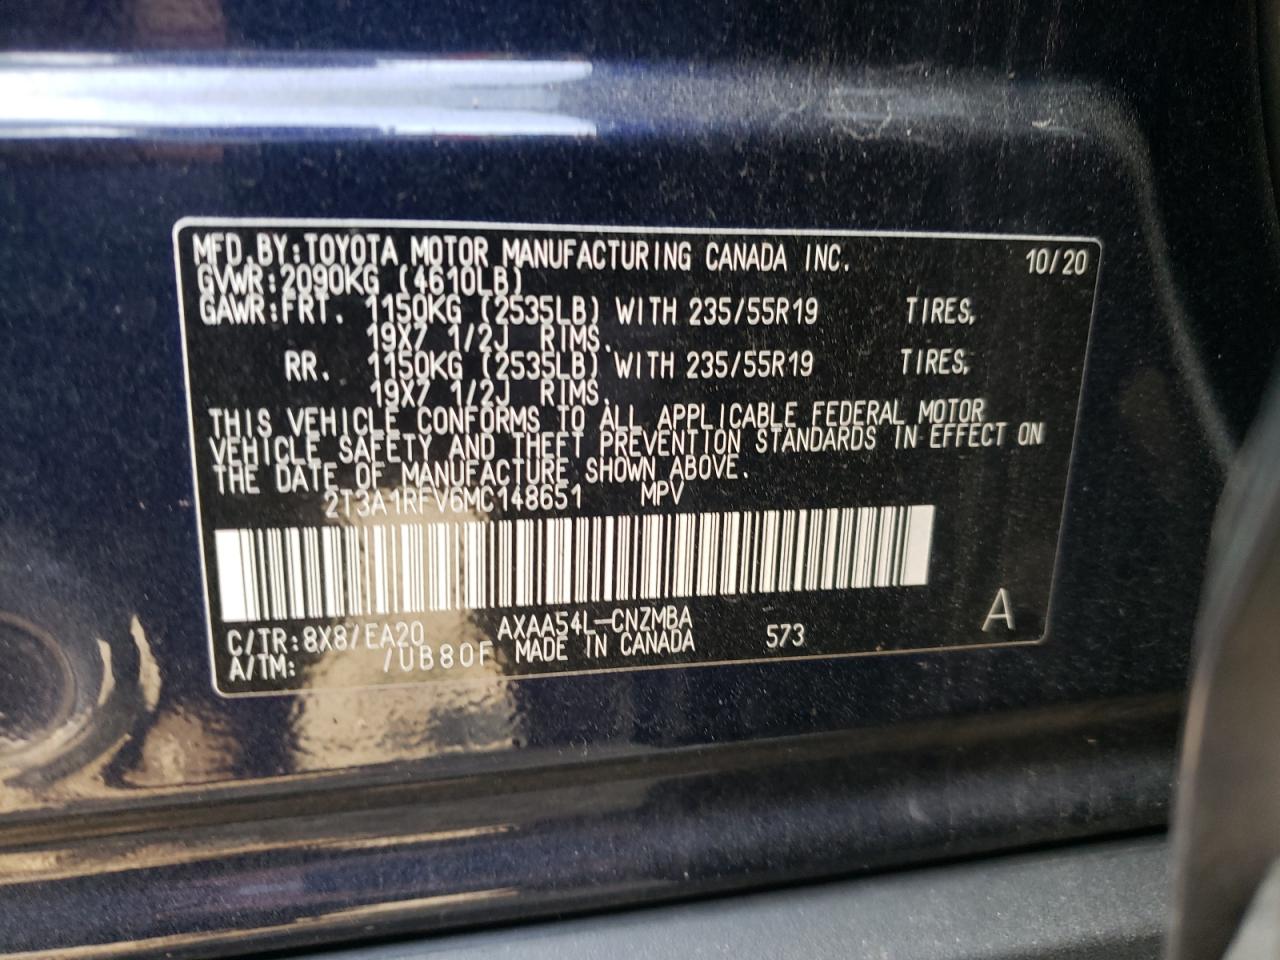 MFD.BY:TOYOTA MOTOR MANUFACTURING CANADA INC. 10/20
GVWR:2090KG (4610LB)
GAWR:FRT. 1150KG (2535LB) WITH 235/55R19 TIRES,
19X7 1/2J RIMS.
RR. 1150KG (2535LB) WITH 235/55R19 TIRES,
19X7 1/2J RIMS.
THIS VEHICLE CONFORMS TO ALL APPLICABLE FEDERAL MOTOR
VEHICLE SAFETY AND THEFT PREVENTION STANDARDS IN EFFECT ON
THE DATE OF MANUFACTURE SHOWN ABOVE.
2T3A1RFV6MC148651 MPV
C/TR:8X8/EA20 AXAA54L-CNZMBA 573 A
A/TM: /UB80F MADE IN CANADA